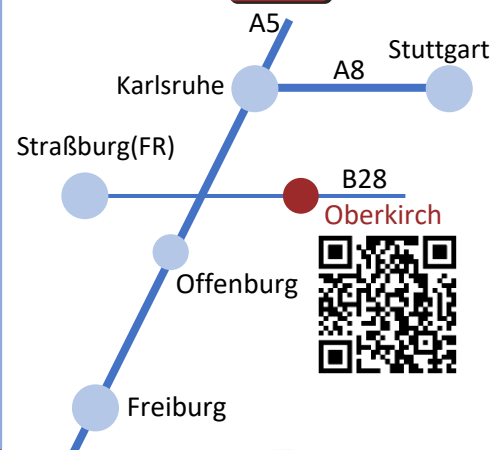 A5
Stuttgart
A8
Karlsruhe
Straßburg(FR)
B28
Oberkirch
Offenburg
Freiburg